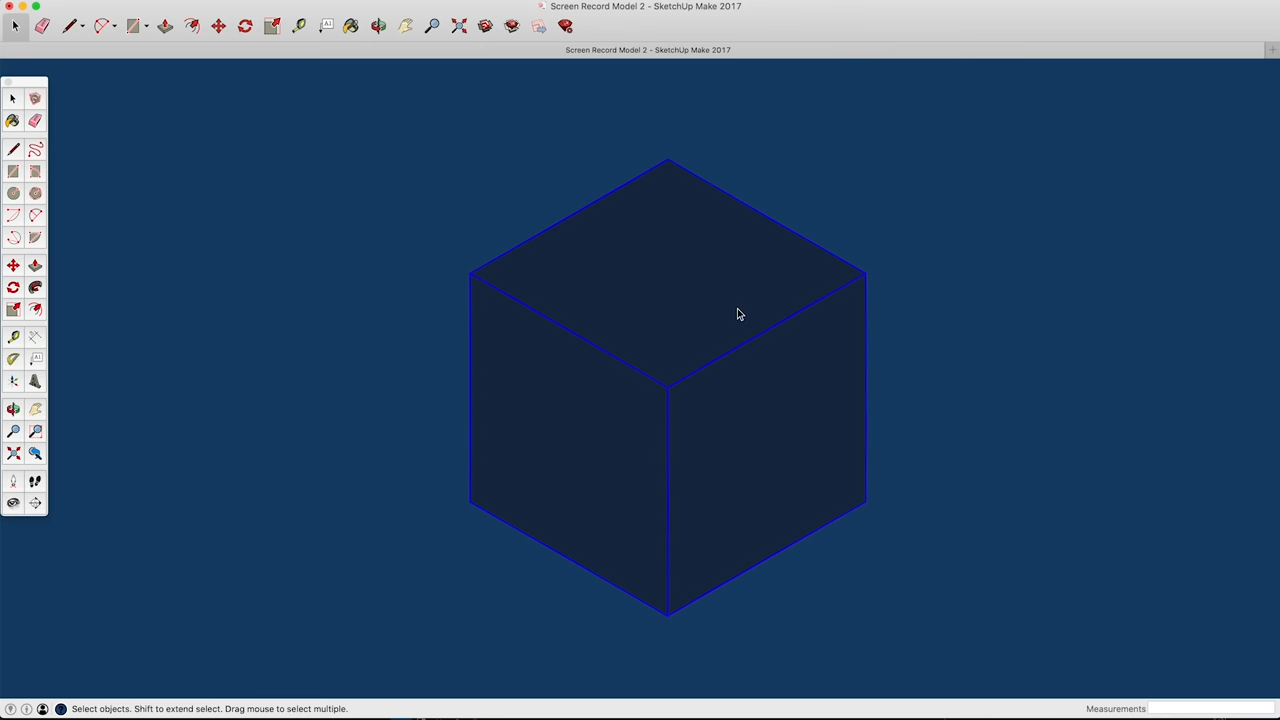 Screen Record Model 2 - SketchUp Make 2017
Screen Record Model 2 - SketchUp Make 2017
Select objects. Shift to extend select. Drag mouse to select multiple.
Measurements